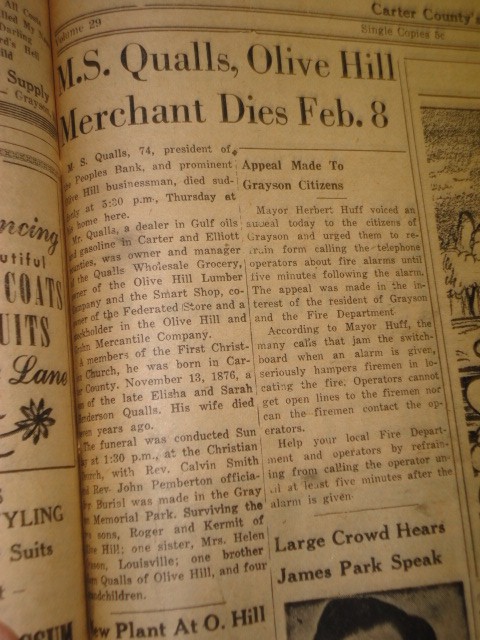 All Costs
Darling
Supply
Grayson
ncing
utiful
COATS
UITS
Lane
S
YLING
Suits
Volume 29
Carter County's
Single Copies 5c
M.S. Qualls, Olive Hill
Merchant Dies Feb. 8
M. S. Qualls, 74, president of
Peoples Bank, and prominent
Hill businessman, died sud-
at 5:30 p.m., Thursday at
home here.
Mr. Qualls, a dealer in Gulf oils
gasoline in Carter and Elliott
was owner and manager
the Qualls Wholesale Grocery,
of the Olive Hill Lumber
and the Smart Shop, co-
of the Federated Store and a
in the Olive Hill and
Mercantile Company.
members of the First Christ-
Church, he was born in Car-
County. November 13, 1876, a
of the late Elisha and Sarah
Qualls. His wife died
years ago.
The funeral was conducted Sun
at 1:30 p.m., at the Christian
with Rev. Calvin Smith
Rev. John Pemberton officia-
Burial was made in the Gray
Memorial Park. Surviving the
sons, Roger and Kermit of
Hill; one sister, Mrs. Helen
Louisville; one brother
Qualls of Olive Hill, and four
Plant At O. Hill
Appeal Made To
Grayson Citizens
Mayor Herbert Huff voiced an
appeal today to the citizens of
Grayson and urged them to re-
frain form calling the telephone
operators about fire alarms until
five minutes following the alarm.
The appeal was made in the in-
terest of the resident of Grayson
and the Fire Department
According to Mayor Huff, the
many calls that jam the switch-
board when an alarm is given,
seriously hampers firemen in lo-
cating the fire. Operators cannot
get open lines to the firemen nor
can the firemen contact the op-
erators.
Help your local Fire Depart-
ment and operators by refrain-
ing from calling the operator un-
at least five minutes after the
alarm is given.
Large Crowd Hears
James Park Speak